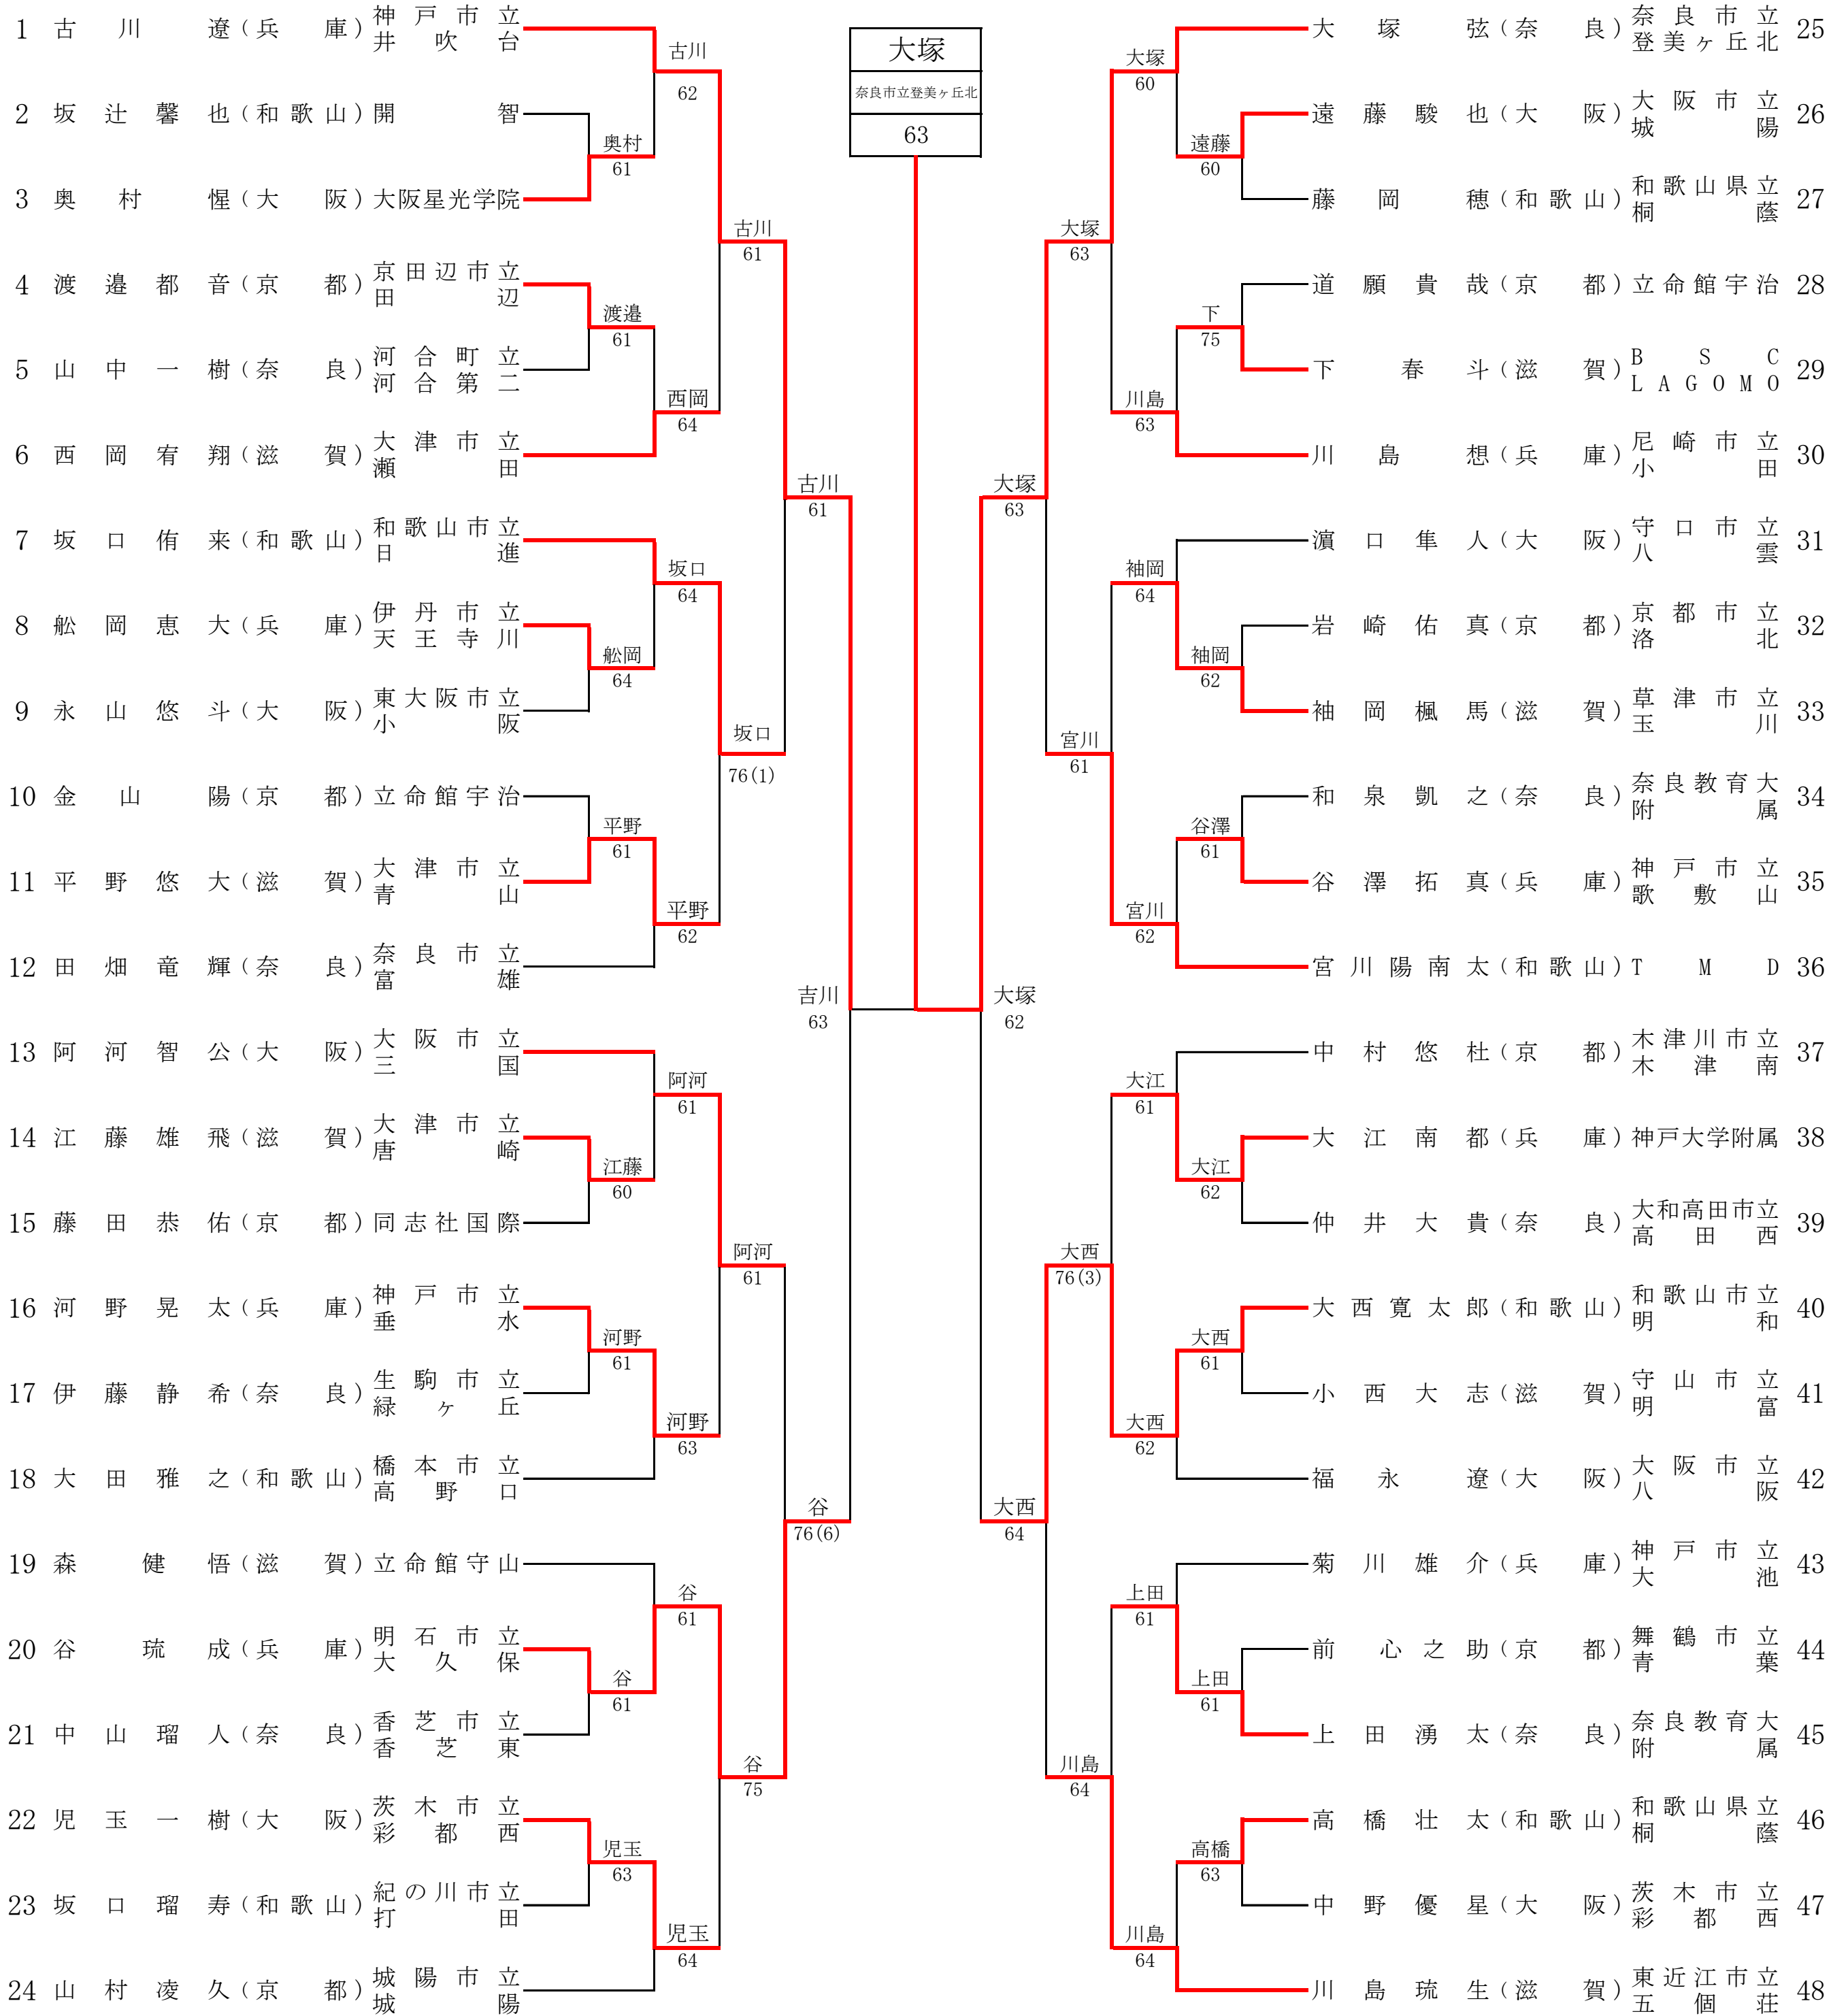 1 古川 遼(兵庫) 神戸市立井吹台
2 坂辻馨也(和歌山) 開智
3 奥村 惺(大阪) 大阪星光学院
4 渡邉都音(京都) 京田辺市立田辺
5 山中一樹(奈良) 河合町立河合第二
6 西岡宥翔(滋賀) 大津市立瀬田
7 坂口侑来(和歌山) 和歌山市立日進
8 舩岡恵大(兵庫) 伊丹市立天王寺川
9 永山悠斗(大阪) 東大阪市立小阪
10 金山 陽(京都) 立命館宇治
11 平野悠大(滋賀) 大津市立青山
12 田畑竜輝(奈良) 奈良市立富雄
13 阿河智公(大阪) 大阪市立三国
14 江藤雄飛(滋賀) 大津市立唐崎
15 藤田恭佑(京都) 同志社国際
16 河野晃太(兵庫) 神戸市立垂水
17 伊藤静希(奈良) 生駒市立緑ヶ丘
18 大田雅之(和歌山) 橋本市立高野口
19 森 健悟(滋賀) 立命館守山
20 谷 琉成(兵庫) 明石市立大久保
21 中山瑠人(奈良) 香芝市立香芝東
22 児玉一樹(大阪) 茨木市立彩都西
23 坂口瑠寿(和歌山) 紀の川市立打田
24 山村凌久(京都) 城陽市立城陽
奥村
61
渡邉
61
舩岡
64
平野
61
江藤
60
河野
61
谷
61
児玉
63
古川
62
西岡
64
坂口
64
平野
62
阿河
61
河野
63
谷
61
児玉
64
古川
61
坂口
76(1)
阿河
61
谷
75
古川
61
谷
76(6)
吉川
63
大塚
奈良市立登美ヶ丘北
63
大塚
62
大塚
63
大西
64
大塚
63
宮川
61
大西
76(3)
川島
64
大塚
60
川島
63
袖岡
64
宮川
62
大江
61
大西
62
上田
61
川島
64
遠藤
60
下
75
袖岡
62
谷澤
61
大江
62
大西
61
上田
61
高橋
63
大塚 弦(奈良) 奈良市立登美ヶ丘北 25
遠藤駿也(大阪) 大阪市立城陽 26
藤岡 穂(和歌山) 和歌山県立桐蔭 27
道願貴哉(京都) 立命館宇治 28
下 春斗(滋賀) BSC LAGOMO 29
川島 想(兵庫) 尼崎市立小田 30
濵口隼人(大阪) 守口市立八雲 31
岩崎佑真(京都) 京都市立洛北 32
袖岡楓馬(滋賀) 草津市立玉川 33
和泉凱之(奈良) 奈良教育大附属 34
谷澤拓真(兵庫) 神戸市立歌敷山 35
宮川陽南太(和歌山) TMD 36
中村悠杜(京都) 木津川市立木津南 37
大江南都(兵庫) 神戸大学附属 38
仲井大貴(奈良) 大和高田市立高田西 39
大西寛太郎(和歌山) 和歌山市立明和 40
小西大志(滋賀) 守山市立明富 41
福永 遼(大阪) 大阪市立八阪 42
菊川雄介(兵庫) 神戸市立大池 43
前 心之助(京都) 舞鶴市立青葉 44
上田湧太(奈良) 奈良教育大附属 45
高橋壮太(和歌山) 和歌山県立桐蔭 46
中野優星(大阪) 茨木市立彩都西 47
川島琉生(滋賀) 東近江市立五個荘 48